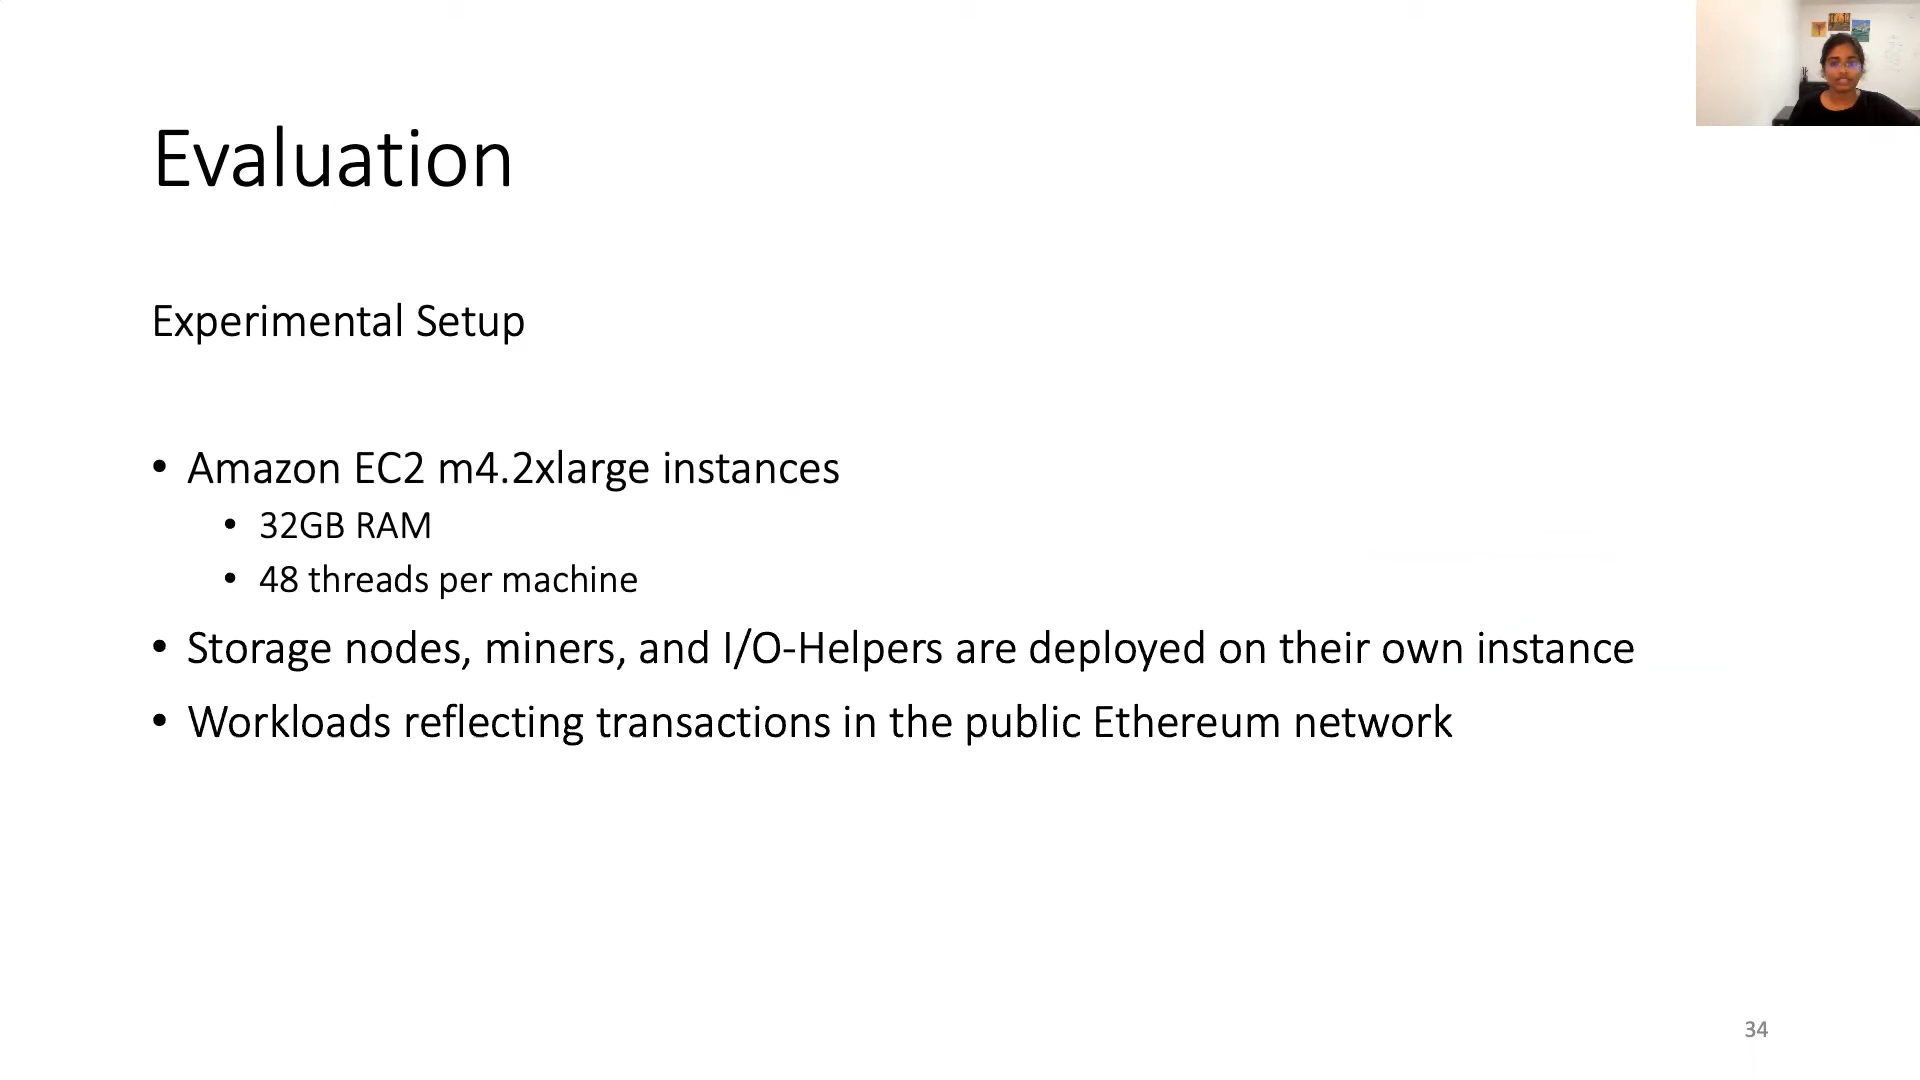 Evaluation
Experimental Setup
• Amazon EC2 m4.2xlarge instances
• 32GB RAM
• 48 threads per machine
• Storage nodes, miners, and I/O-Helpers are deployed on their own instance
• Workloads reflecting transactions in the public Ethereum network
34